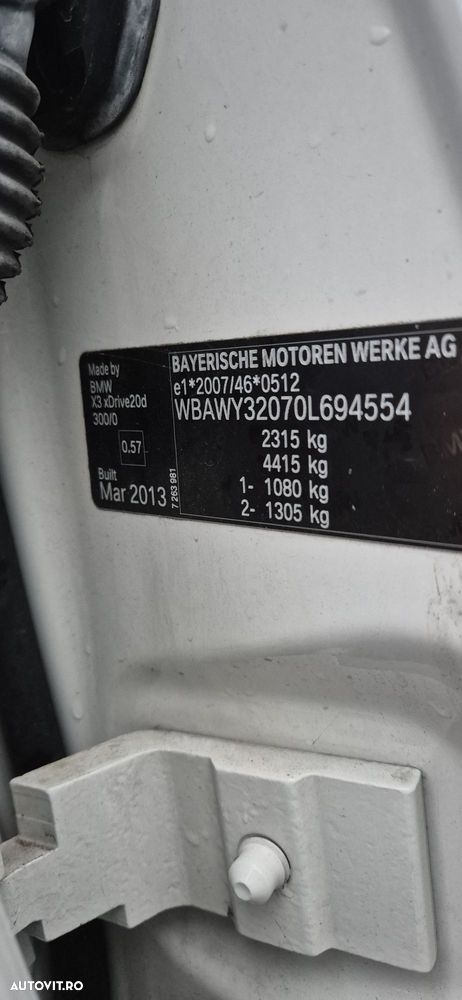 Made by
BMW
X3 xDrive20d
300/0
0.57
Built
Mar 2013
7 263 981
BAYERISCHE MOTOREN WERKE AG
e1*2007/46*0512
WBAWY32070L694554
2315 kg
4415 kg
1- 1080 kg
2- 1305 kg
AUTOVIT.RO